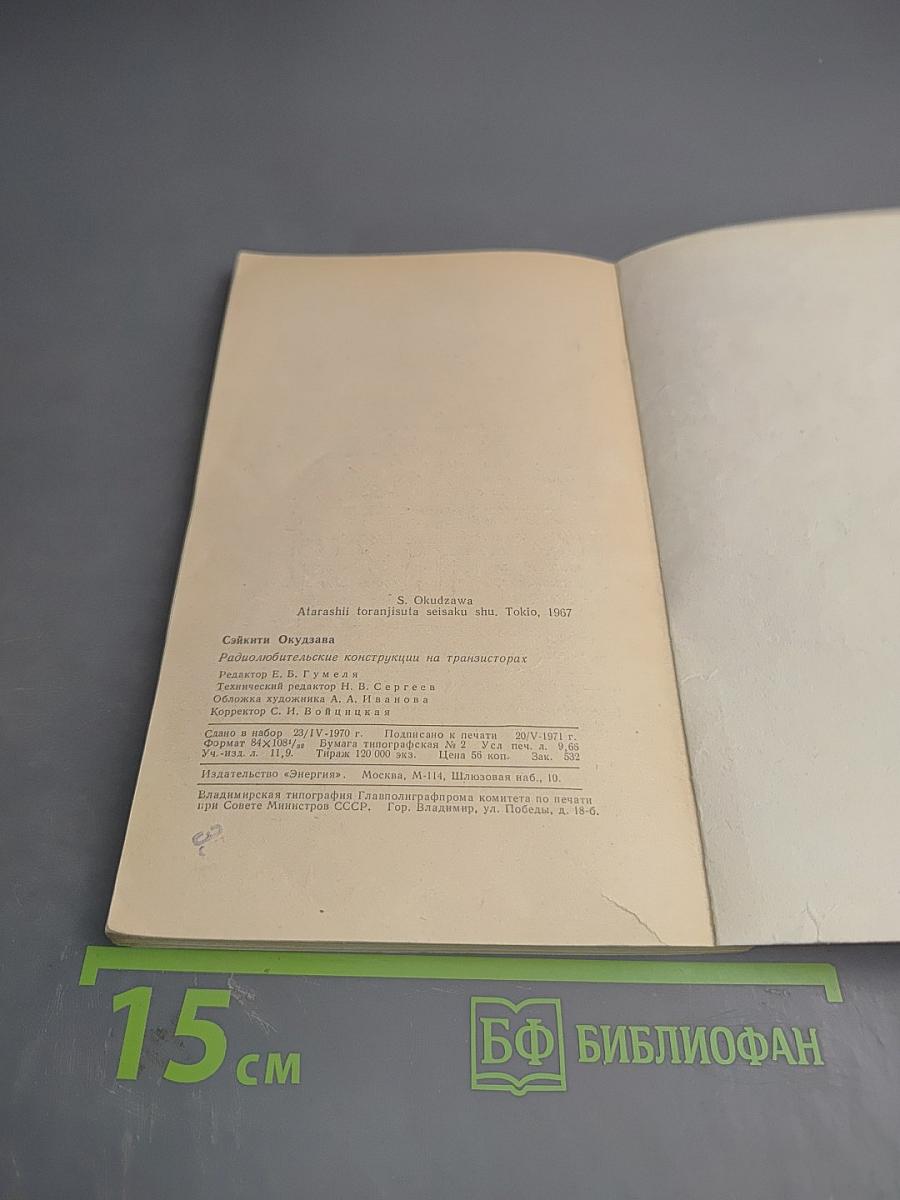 S. Okudzawa
Atarashii toranjisuta seisaku shu. Tokio, 1967
Сэйкити Окудзава
Радиолюбительские конструкции на транзисторах
Редактор Е. Б. Гумеля
Технический редактор Н. В. Сергеев
Обложка художника А. А. Иванова
Корректор С. И. Войцицкая
Сдано в набор 23/IV-1970 г. Подписано к печати 20/V-1971 г.
Формат 84×108¹/₃₂ Бумага типографская № 2 Усл печ. л. 9,66
Уч.-изд. л. 11,9. Тираж 120 000 экз. Цена 56 коп. Зак. 532
Издательство «Энергия». Москва, М-114, Шлюзовая наб., 10.
Владимирская типография Главполиграфпрома комитета по печати
при Совете Министров СССР. Гор. Владимир, ул. Победы, д. 18-б.
15 см
БФ БИБЛИОФАН